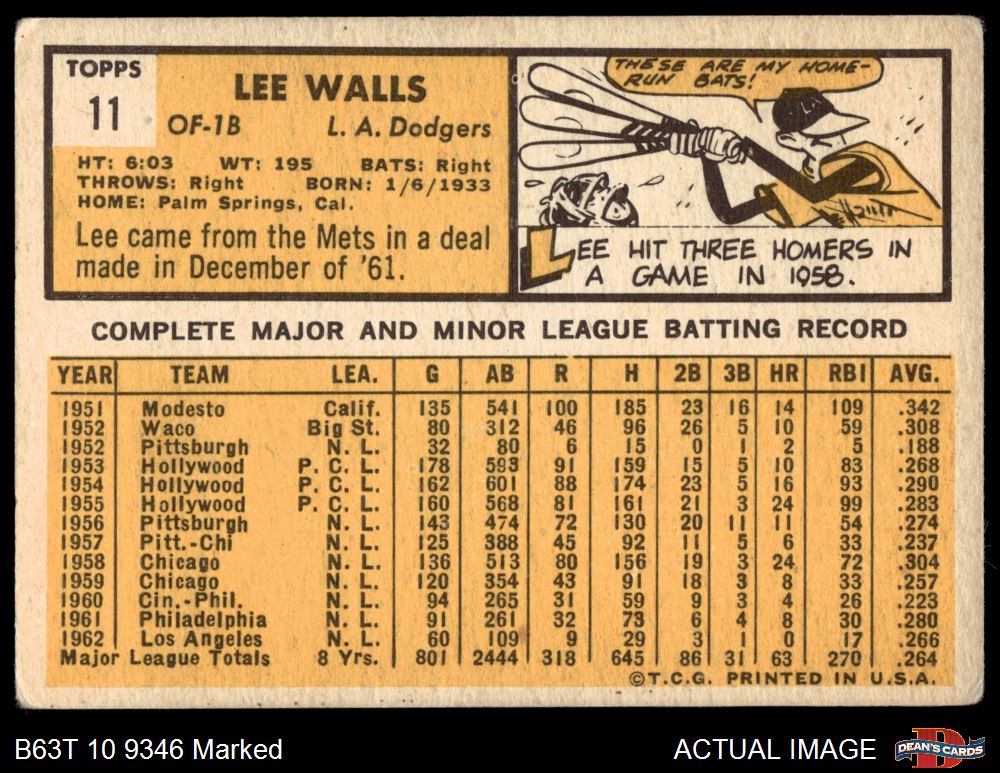 TOPPS
11
LEE WALLS
OF-1B L. A. Dodgers
HT: 6:03 WT: 195 BATS: Right
THROWS: Right BORN: 1/6/1933
HOME: Palm Springs, Cal.
Lee came from the Mets in a deal
made in December of '61.
THESE ARE MY HOME-
RUN BATS!
LEE HIT THREE HOMERS IN
A GAME IN 1958.
COMPLETE MAJOR AND MINOR LEAGUE BATTING RECORD
YEAR TEAM LEA. G AB R H 2B 3B HR RBI AVG.
1951 Modesto Calif. 135 541 100 185 23 16 14 109 .342
1952 Waco Big St. 80 312 46 96 26 5 10 59 .308
1952 Pittsburgh N. L. 32 80 6 15 0 1 2 5 .188
1953 Hollywood P. C. L. 178 593 91 159 15 5 10 83 .268
1954 Hollywood P. C. L. 162 601 88 174 23 5 16 93 .290
1955 Hollywood P. C. L. 160 568 81 161 21 3 24 99 .283
1956 Pittsburgh N. L. 143 474 72 130 20 11 11 54 .274
1957 Pitt.-Chi N. L. 125 388 45 92 11 5 6 33 .237
1958 Chicago N. L. 136 513 80 156 19 3 24 72 .304
1959 Chicago N. L. 120 354 43 91 18 3 8 33 .257
1960 Cin.-Phil. N. L. 94 265 31 59 9 3 4 26 .223
1961 Philadelphia N. L. 91 261 32 73 6 4 8 30 .280
1962 Los Angeles N. L. 60 109 9 29 3 1 0 17 .266
Major League Totals 8 Yrs. 801 2444 318 645 86 31 63 270 .264
©T.C.G. PRINTED IN U.S.A.
B63T 10 9346 Marked ACTUAL IMAGE
DEAN'S CARDS